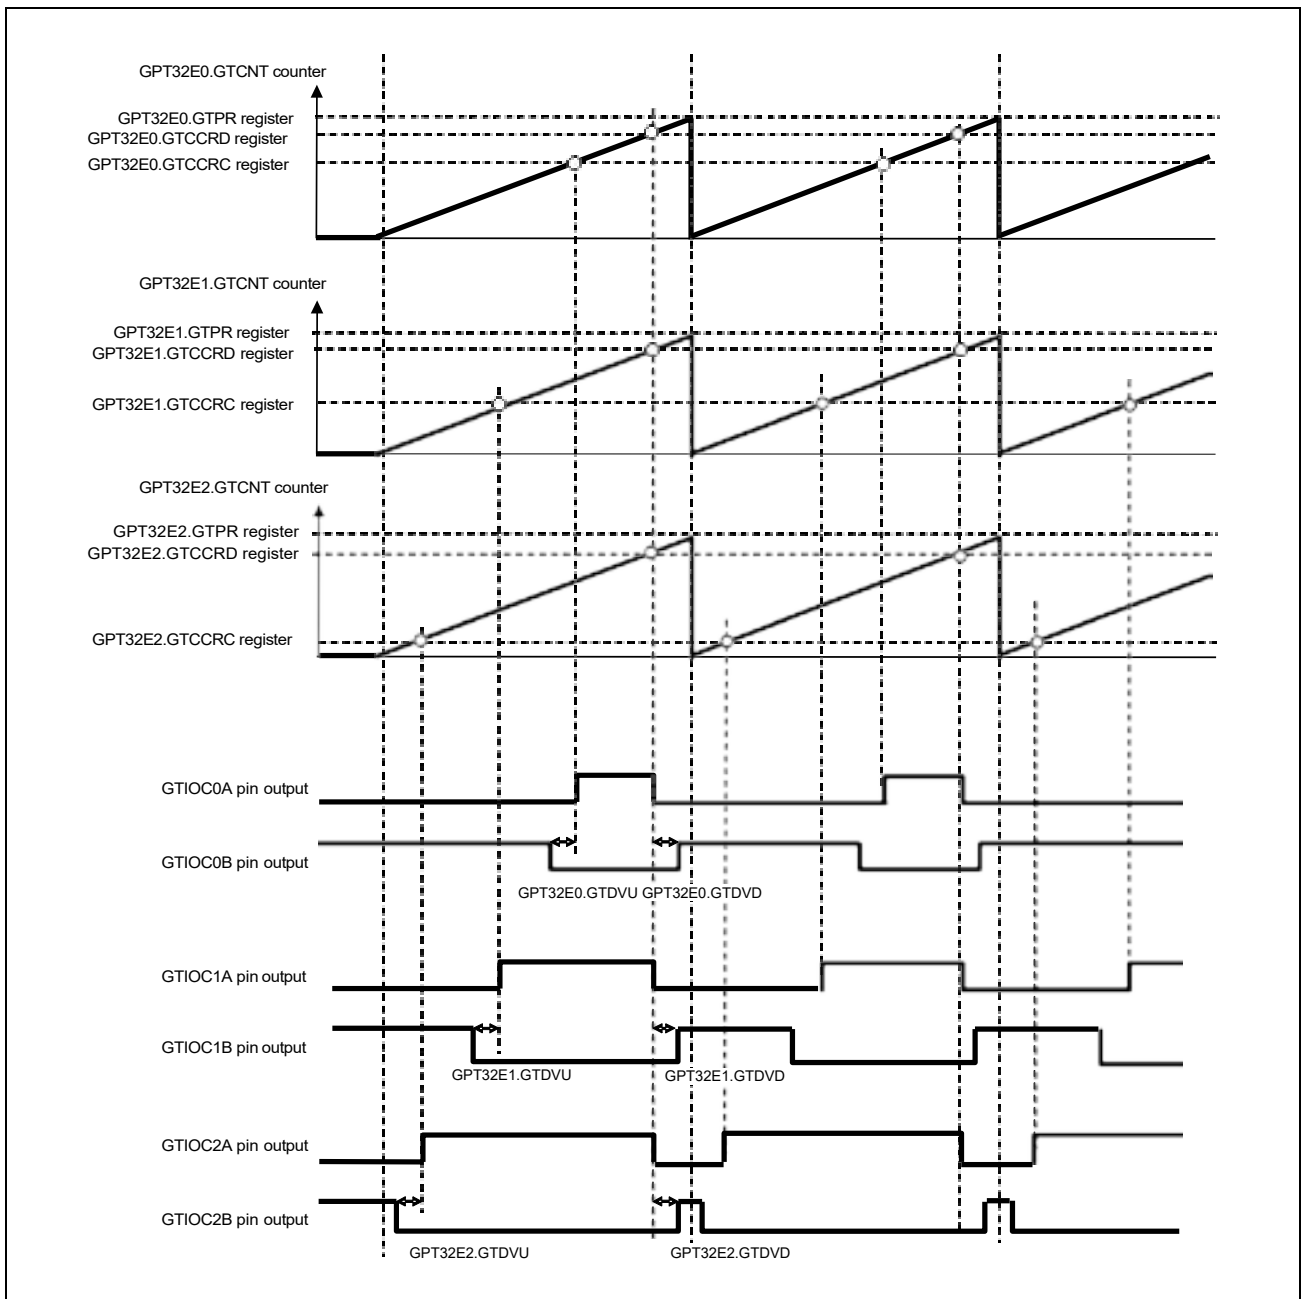 GPT32E0.GTCNT counter
GPT32E0.GTPR register
GPT32E0.GTCCRD register
GPT32E0.GTCCRC register
GPT32E1.GTCNT counter
GPT32E1.GTPR register
GPT32E1.GTCCRD register
GPT32E1.GTCCRC register
GPT32E2.GTCNT counter
GPT32E2.GTPR register
GPT32E2.GTCCRD register
GPT32E2.GTCCRC register
GTIOC0A pin output
GTIOC0B pin output
GPT32E0.GTDVU GPT32E0.GTDVD
GTIOC1A pin output
GTIOC1B pin output
GPT32E1.GTDVU GPT32E1.GTDVD
GTIOC2A pin output
GTIOC2B pin output
GPT32E2.GTDVU GPT32E2.GTDVD